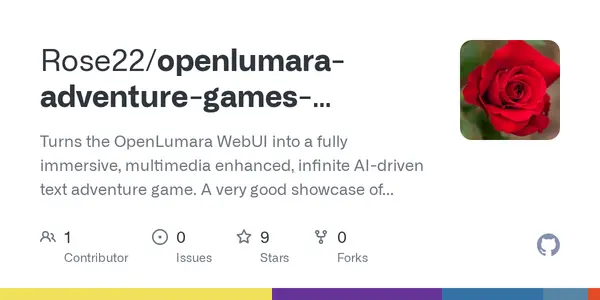 Rose22/openlumara-
adventure-games-...
Turns the OpenLumara WebUI into a fully
immersive, multimedia enhanced, infinite AI-driven
text adventure game. A very good showcase of...
1 0 9 0
Contributor Issues Stars Forks